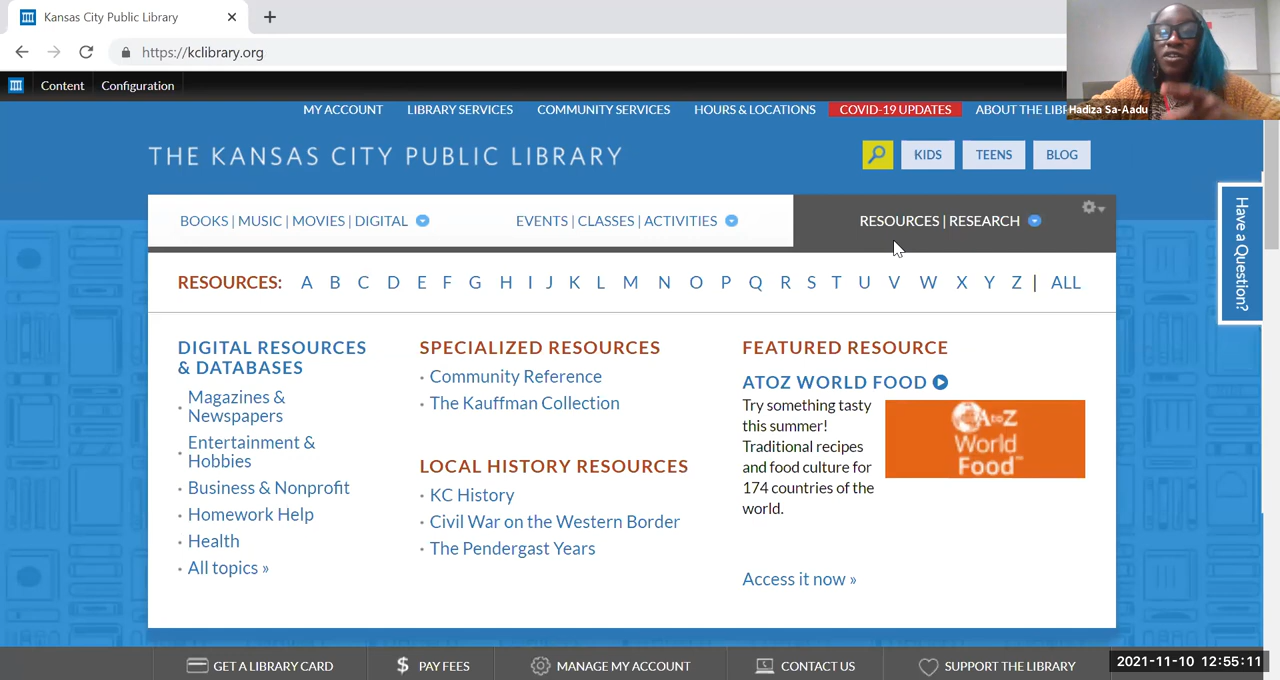 Kansas City Public Library
https://kclibrary.org
Content Configuration
MY ACCOUNT LIBRARY SERVICES COMMUNITY SERVICES HOURS & LOCATIONS COVID-19 UPDATES ABOUT THE LIB
Hadiza Sa-Aadu
THE KANSAS CITY PUBLIC LIBRARY
KIDS TEENS BLOG
BOOKS | MUSIC | MOVIES | DIGITAL EVENTS | CLASSES | ACTIVITIES RESOURCES | RESEARCH
Have a Question?
RESOURCES: A B C D E F G H I J K L M N O P Q R S T U V W X Y Z | ALL
DIGITAL RESOURCES
& DATABASES
Magazines &
Newspapers
Entertainment &
Hobbies
Business & Nonprofit
Homework Help
Health
All topics »
SPECIALIZED RESOURCES
Community Reference
The Kauffman Collection
LOCAL HISTORY RESOURCES
KC History
Civil War on the Western Border
The Pendergast Years
FEATURED RESOURCE
ATOZ WORLD FOOD
Try something tasty
this summer!
Traditional recipes
and food culture for
174 countries of the
world.
AtoZ
World
Food™
Access it now »
GET A LIBRARY CARD $ PAY FEES MANAGE MY ACCOUNT CONTACT US SUPPORT THE LIBRARY
2021-11-10 12:55:11